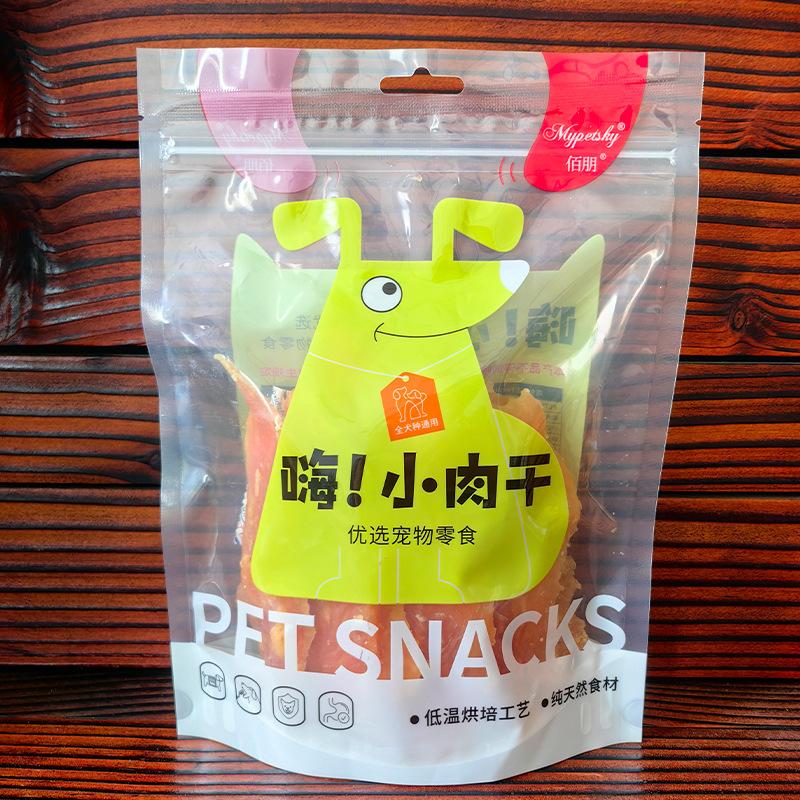 Mypetsky®
佰朋®
全犬种通用
嗨!小肉干
优选宠物零食
PET SNACKS
●低温烘培工艺 ●纯天然食材